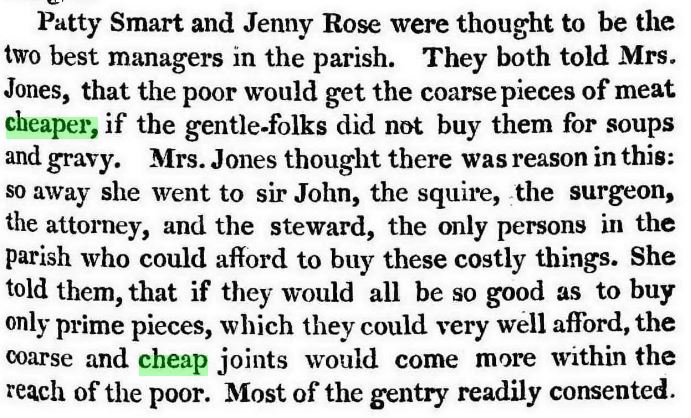 Patty Smart and Jenny Rose were thought to be the
two best managers in the parish. They both told Mrs.
Jones, that the poor would get the coarse pieces of meat
cheaper, if the gentle-folks did not buy them for soups
and gravy. Mrs. Jones thought there was reason in this:
so away she went to sir John, the squire, the surgeon,
the attorney, and the steward, the only persons in the
parish who could afford to buy these costly things. She
told them, that if they would all be so good as to buy
only prime pieces, which they could very well afford, the
coarse and cheap joints would come more within the
reach of the poor. Most of the gentry readily consented.